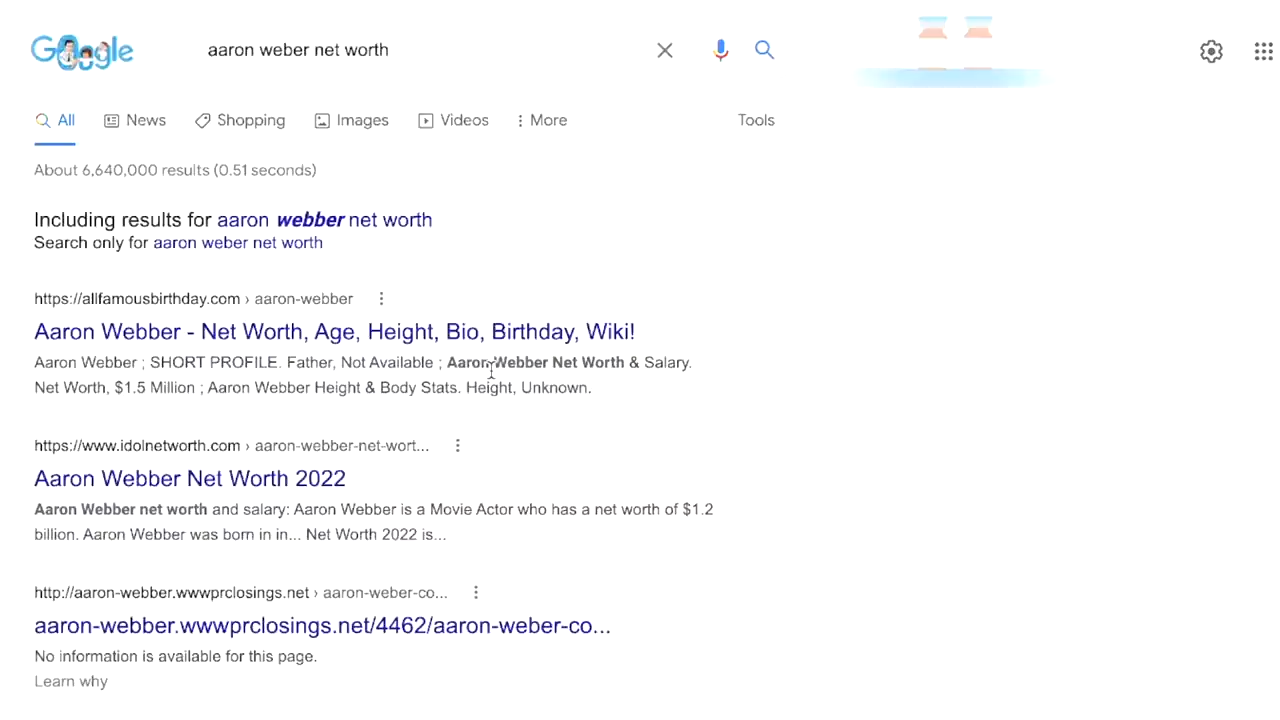 Google
aaron weber net worth
All News Shopping Images Videos More Tools
About 6,640,000 results (0.51 seconds)
Including results for aaron webber net worth
Search only for aaron weber net worth
https://allfamousbirthday.com › aaron-webber
Aaron Webber - Net Worth, Age, Height, Bio, Birthday, Wiki!
Aaron Webber ; SHORT PROFILE. Father, Not Available ; Aaron Webber Net Worth & Salary.
Net Worth, $1.5 Million ; Aaron Webber Height & Body Stats. Height, Unknown.
https://www.idolnetworth.com › aaron-webber-net-wort...
Aaron Webber Net Worth 2022
Aaron Webber net worth and salary: Aaron Webber is a Movie Actor who has a net worth of $1.2
billion. Aaron Webber was born in in... Net Worth 2022 is...
http://aaron-webber.wwwprclosings.net › aaron-weber-co...
aaron-webber.wwwprclosings.net/4462/aaron-weber-co...
No information is available for this page.
Learn why